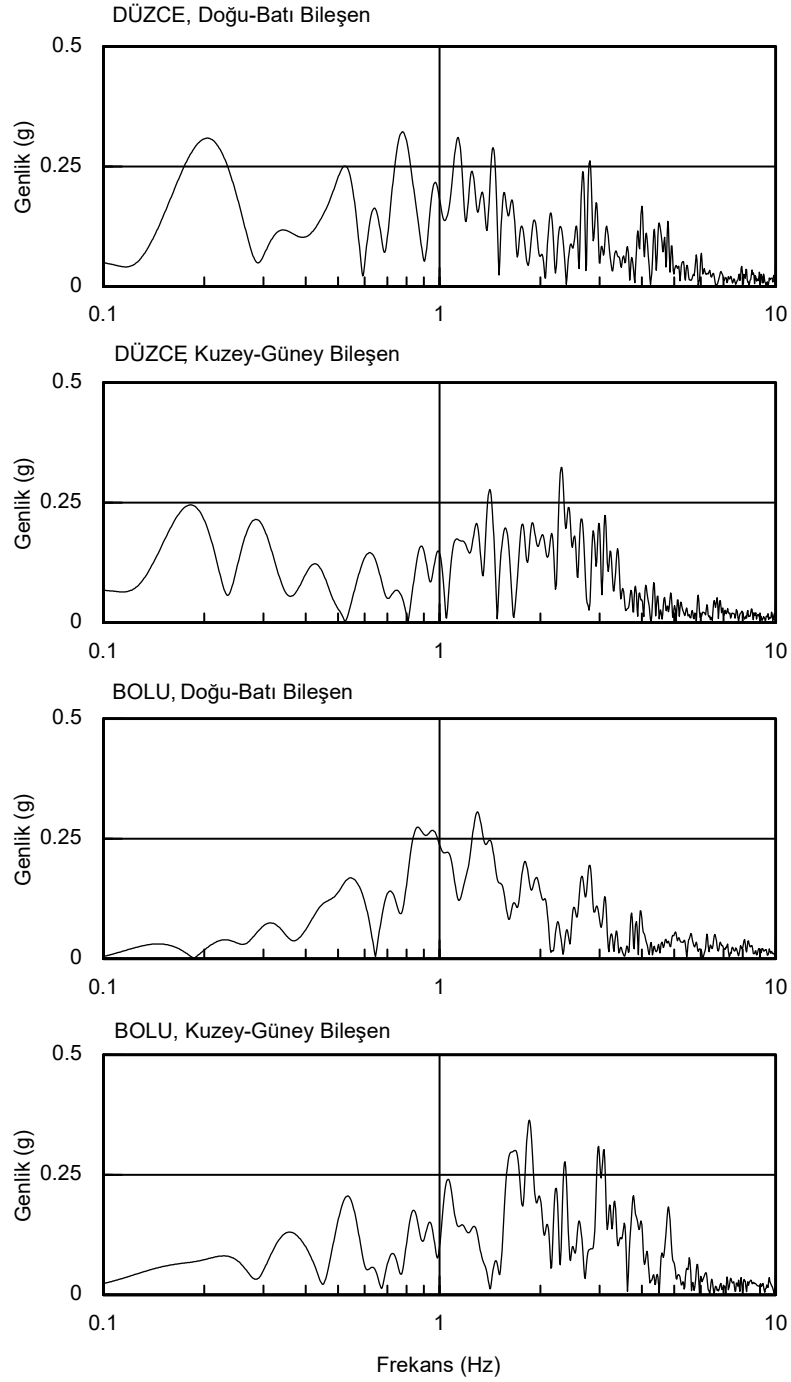 DÜZCE, Doğu-Batı Bileşen
0.5
Genlik (g)
0.25
0
0.1 1 10
DÜZCE, Kuzey-Güney Bileşen
0.5
Genlik (g)
0.25
0
0.1 1 10
BOLU, Doğu-Batı Bileşen
0.5
Genlik (g)
0.25
0
0.1 1 10
BOLU, Kuzey-Güney Bileşen
0.5
Genlik (g)
0.25
0
0.1 1 10
Frekans (Hz)